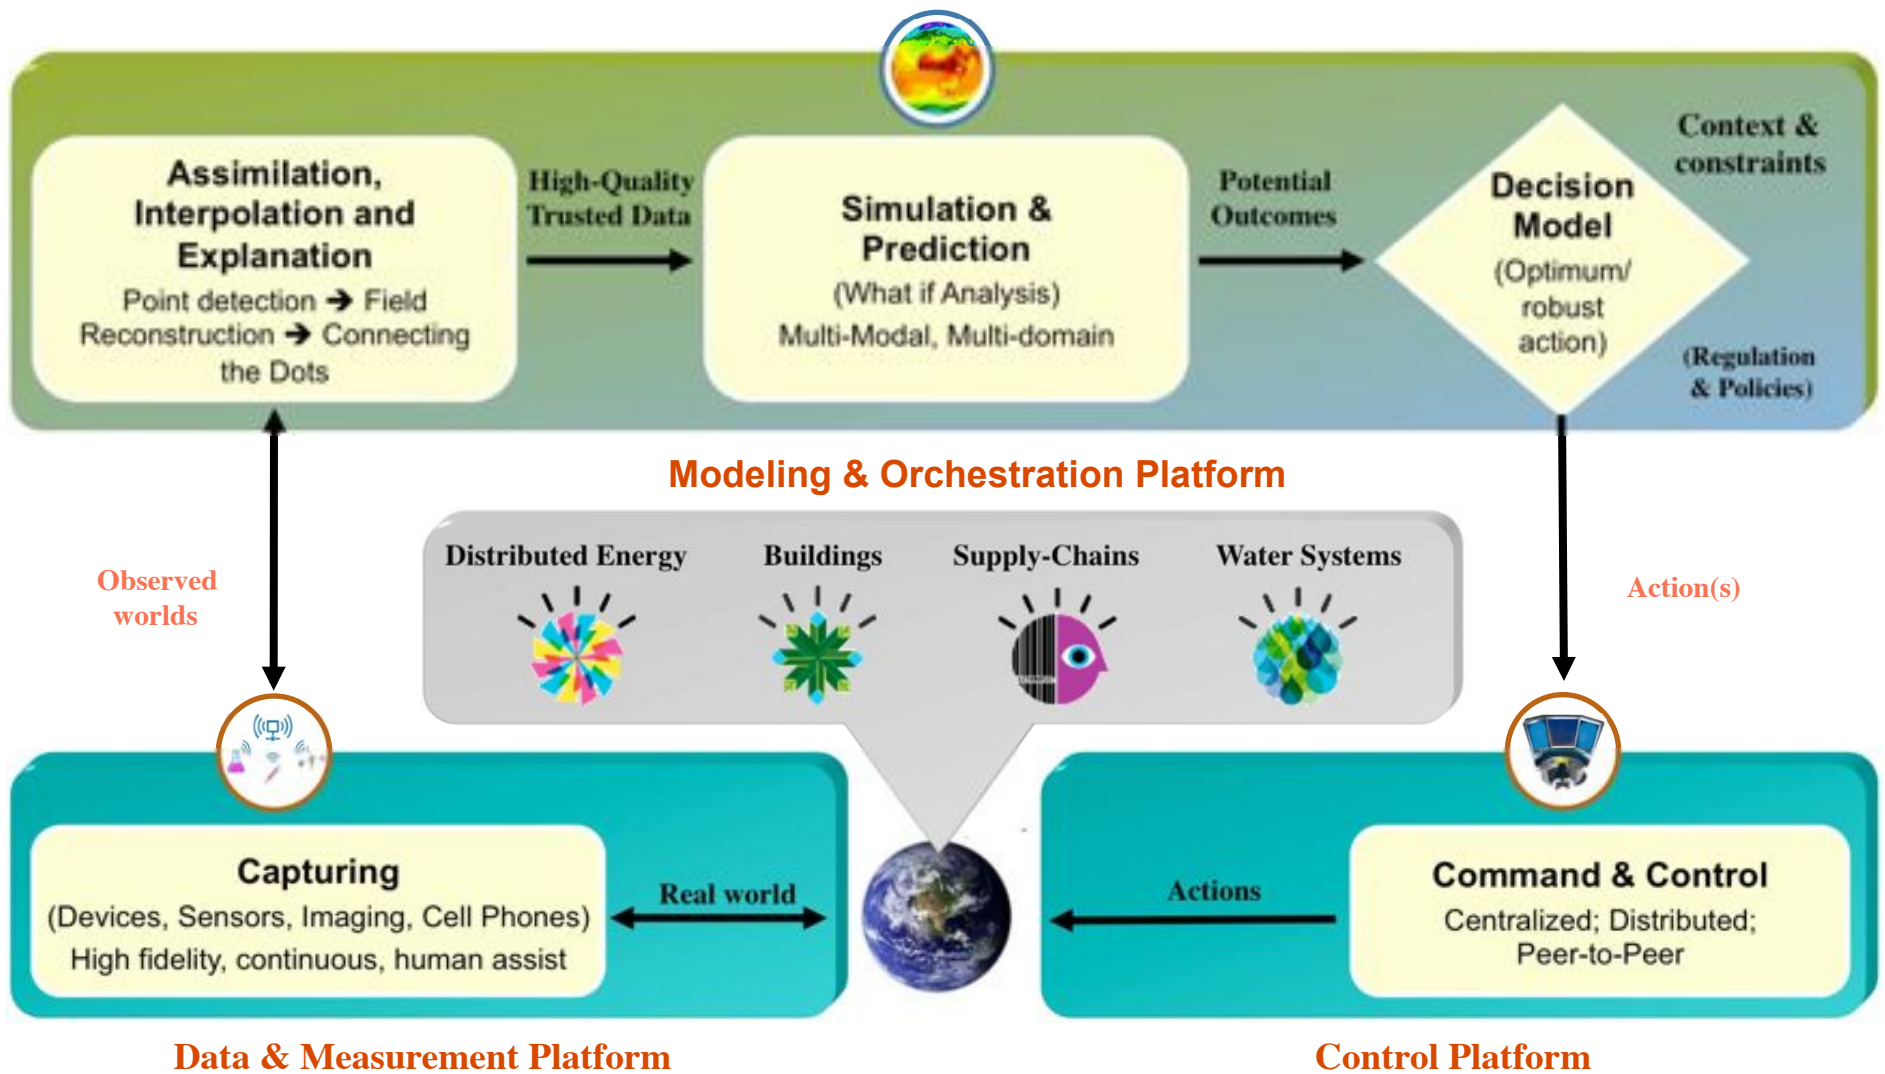 Assimilation,
Interpolation and
Explanation
Point detection ➔ Field
Reconstruction ➔ Connecting
the Dots
High-Quality
Trusted Data
Simulation &
Prediction
(What if Analysis)
Multi-Modal, Multi-domain
Potential
Outcomes
Decision
Model
(Optimum/
robust
action)
Context &
constraints
(Regulation
& Policies)
Modeling & Orchestration Platform
Observed
worlds
Distributed Energy
Buildings
Supply-Chains
Water Systems
Action(s)
Capturing
(Devices, Sensors, Imaging, Cell Phones)
High fidelity, continuous, human assist
Real world
Actions
Command & Control
Centralized; Distributed;
Peer-to-Peer
Data & Measurement Platform
Control Platform